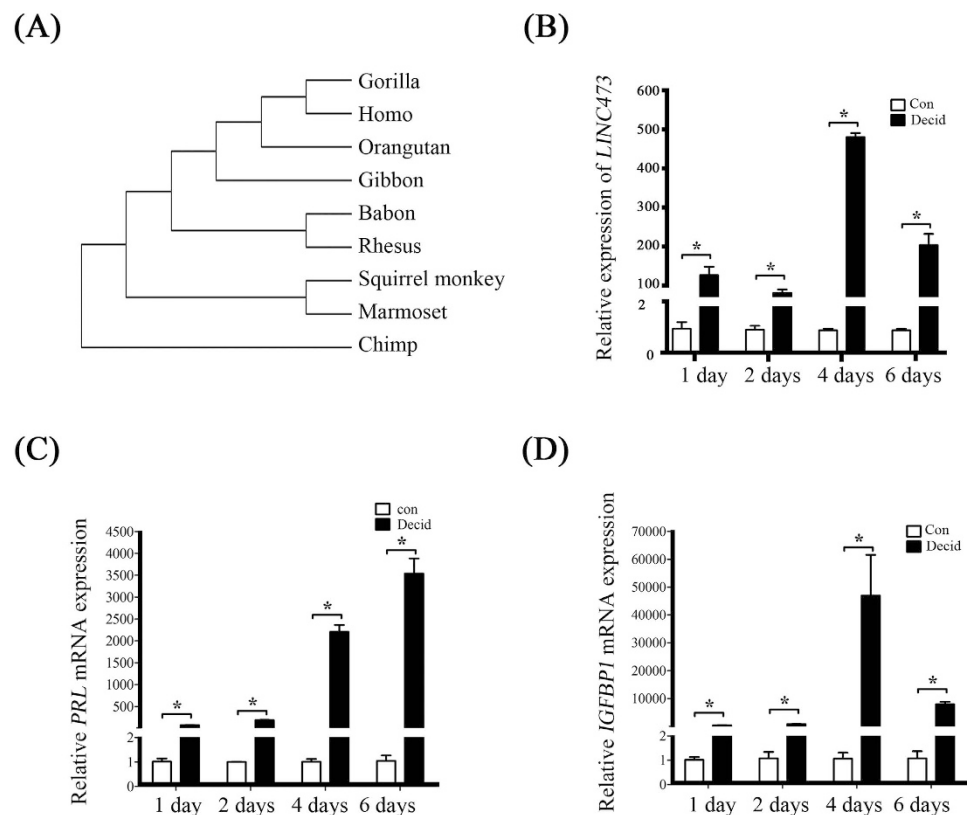 (A)
Gorilla
Homo
Orangutan
Gibbon
Babon
Rhesus
Squirrel monkey
Marmoset
Chimp
(B)
Relative expression of LINC473
600
500
400
300
200
100
2
0
Con
Decid
*
*
*
*
1 day 2 days 4 days 6 days
(C)
Relative PRL mRNA expression
4500
4000
3500
3000
2500
2000
1500
1000
500
2
1
0
con
Decid
*
*
*
*
1 day 2 days 4 days 6 days
(D)
Relative IGFBP1 mRNA expression
70000
60000
50000
40000
30000
20000
10000
2
1
0
Con
Decid
*
*
*
*
1 day 2 days 4 days 6 days